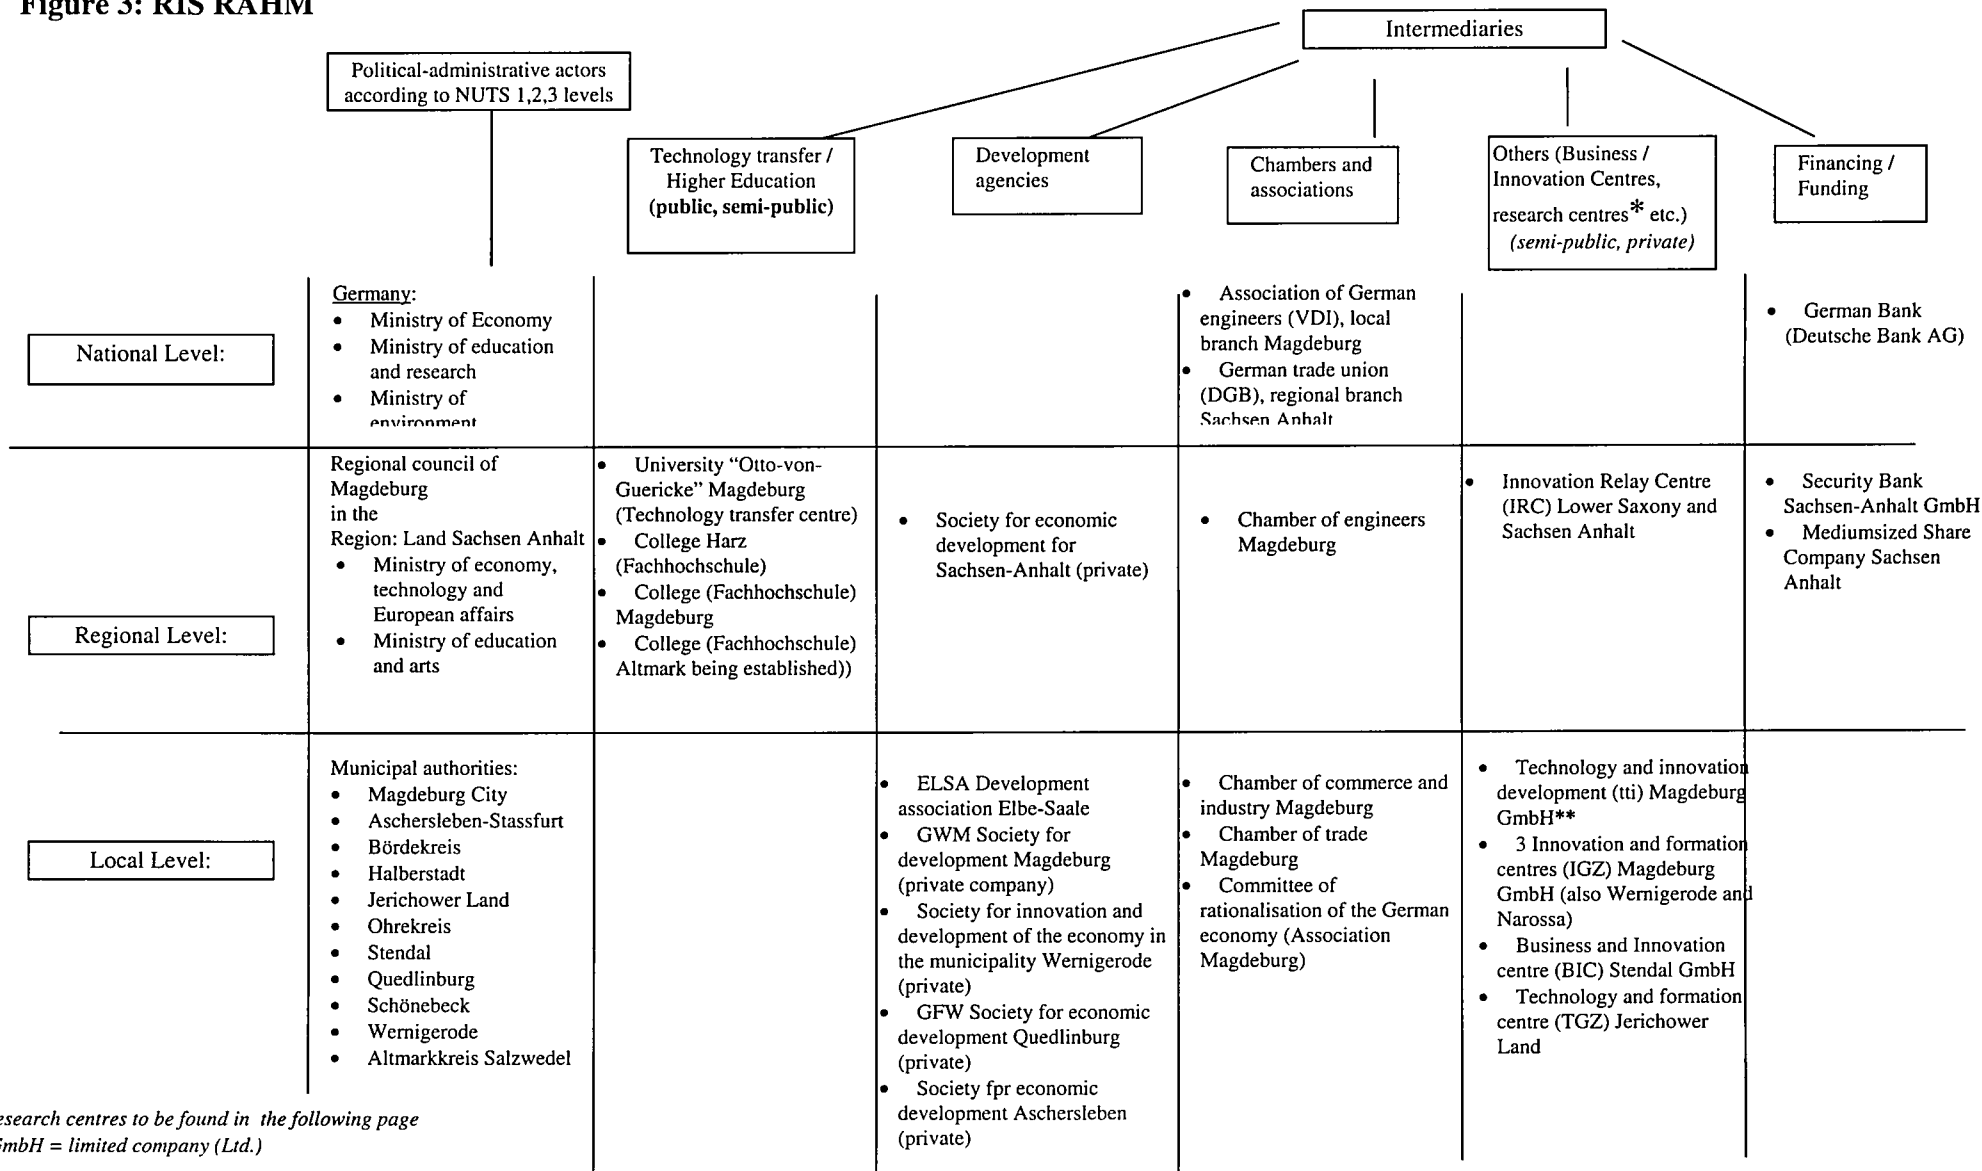 Figure 3: RIS RAHM
Intermediaries
Political-administrative actors
according to NUTS 1,2,3 levels
Technology transfer /
Higher Education
(public, semi-public)
Development
agencies
Chambers and
associations
Others (Business /
Innovation Centres,
research centres* etc.)
(semi-public, private)
Financing /
Funding
National Level:
Germany:
• Ministry of Economy
• Ministry of education
and research
• Ministry of
environment
• Association of German
engineers (VDI), local
branch Magdeburg
• German trade union
(DGB), regional branch
Sachsen Anhalt
• German Bank
(Deutsche Bank AG)
Regional Level:
Regional council of
Magdeburg
in the
Region: Land Sachsen Anhalt
• Ministry of economy,
technology and
European affairs
• Ministry of education
and arts
• University “Otto-von-
Guericke” Magdeburg
(Technology transfer centre)
• College Harz
(Fachhochschule)
• College (Fachhochschule)
Magdeburg
• College (Fachhochschule)
Altmark being established))
• Society for economic
development for
Sachsen-Anhalt (private)
• Chamber of engineers
Magdeburg
• Innovation Relay Centre
(IRC) Lower Saxony and
Sachsen Anhalt
• Security Bank
Sachsen-Anhalt GmbH
• Mediumsized Share
Company Sachsen
Anhalt
Local Level:
Municipal authorities:
• Magdeburg City
• Aschersleben-Stassfurt
• Bördekreis
• Halberstadt
• Jerichower Land
• Ohrekreis
• Stendal
• Quedlinburg
• Schönebeck
• Wernigerode
• Altmarkkreis Salzwedel
• ELSA Development
association Elbe-Saale
• GWM Society for
development Magdeburg
(private company)
• Society for innovation and
development of the economy in
the municipality Wernigerode
(private)
• GFW Society for economic
development Quedlinburg
(private)
• Society fpr economic
development Aschersleben
(private)
• Chamber of commerce and
industry Magdeburg
• Chamber of trade
Magdeburg
• Committee of
rationalisation of the German
economy (Association
Magdeburg)
• Technology and innovation
development (tti) Magdeburg
GmbH**
• 3 Innovation and formation
centres (IGZ) Magdeburg
GmbH (also Wernigerode and
Narossa)
• Business and Innovation
centre (BIC) Stendal GmbH
• Technology and formation
centre (TGZ) Jerichower
Land
esearch centres to be found in the following page
GmbH = limited company (Ltd.)